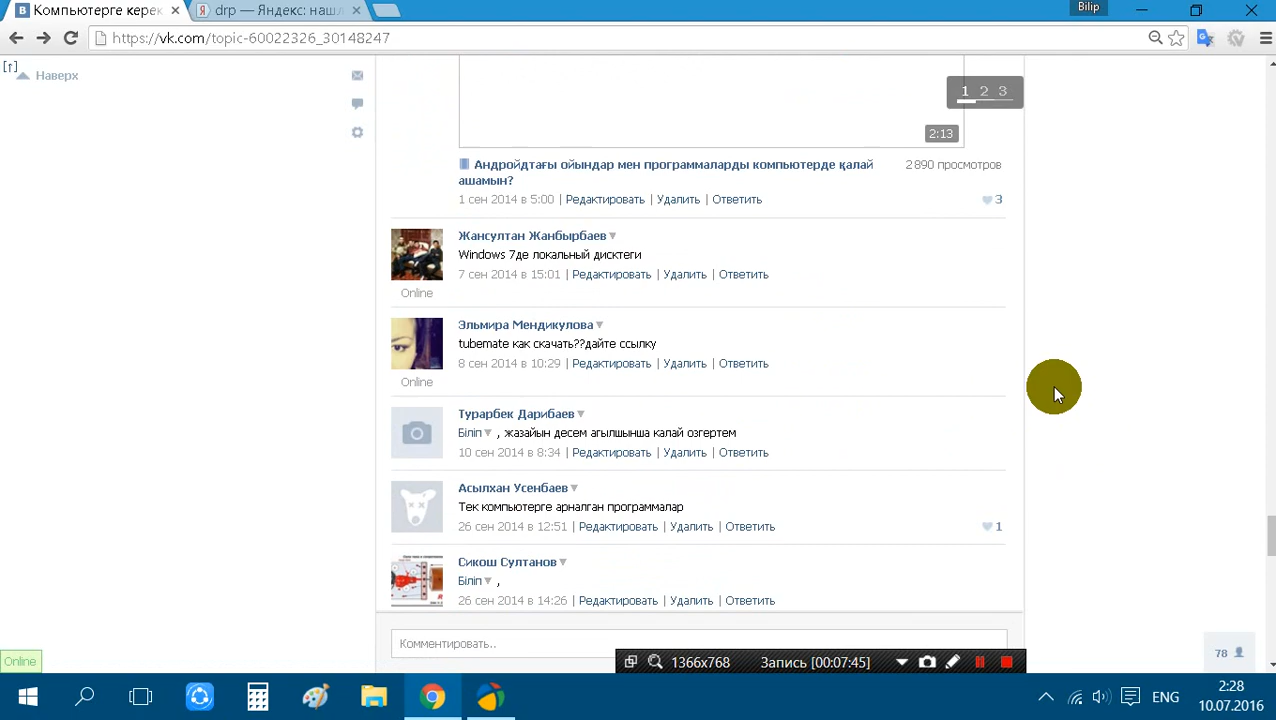 Компьютерге керек
drp — Яндекс: нашл
Bilip
https://vk.com/topic-60022326_30148247
[↑]
Наверх
1 2 3
2:13
Андройдтағы ойындар мен программаларды компьютерде қалай
ашамын?
2 890 просмотров
1 сен 2014 в 5:00 | Редактировать | Удалить | Ответить
3
Жансултан Жанбырбаев
Windows 7де локальный дисктеги
7 сен 2014 в 15:01 | Редактировать | Удалить | Ответить
Online
Эльмира Мендикулова
tubemate как скачать??дайте ссылку
8 сен 2014 в 10:29 | Редактировать | Удалить | Ответить
Online
Турарбек Дарибаев
Біліп , жазайын десем агылшынша калай озгертем
10 сен 2014 в 8:34 | Редактировать | Удалить | Ответить
Асылхан Усенбаев
Тек компьютерге арналган программалар
26 сен 2014 в 12:51 | Редактировать | Удалить | Ответить
1
Сикош Султанов
Біліп ,
26 сен 2014 в 14:26 | Редактировать | Удалить | Ответить
Комментировать..
Online
78
1366x768
Запись [00:07:45]
ENG
2:28
10.07.2016